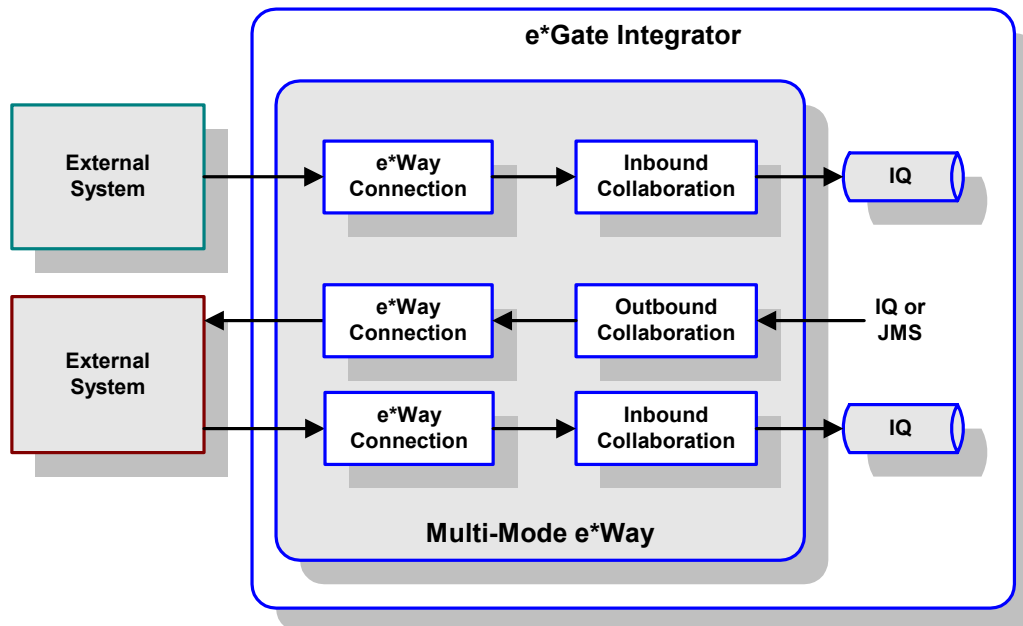 e*Gate Integrator
External
System
e*Way
Connection
Inbound
Collaboration
IQ
External
System
e*Way
Connection
Outbound
Collaboration
IQ or
JMS
e*Way
Connection
Inbound
Collaboration
IQ
Multi-Mode e*Way